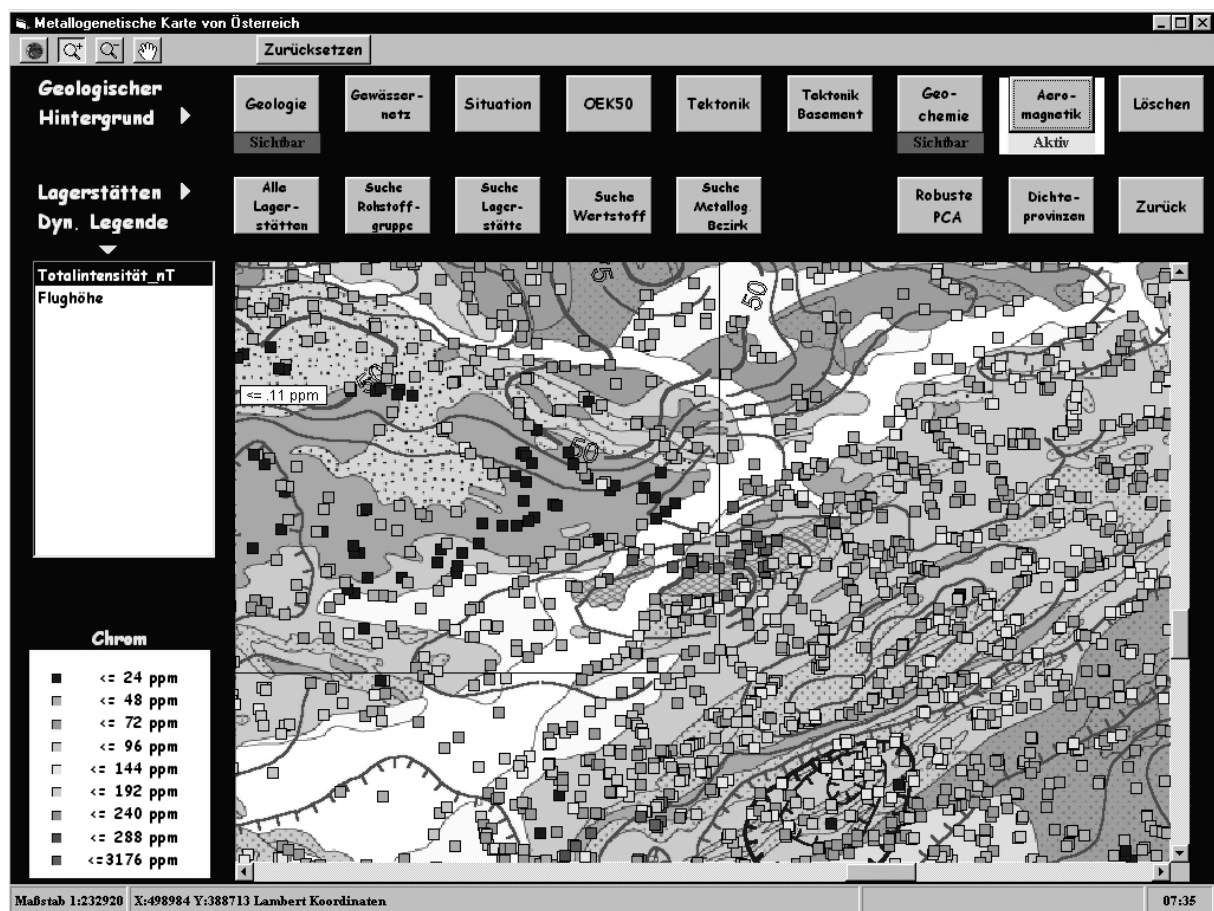 Metallogenetische Karte von Österreich
Zurücksetzen
Geologischer
Hintergrund
Geologie
Sichtbar
Gewässer-
netz
Situation
OEK50
Tektonik
Tektonik
Basement
Geo-
chemie
Sichtbar
Aero-
magnetik
Aktiv
Löschen
Lagerstätten
Dyn. Legende
Alle
Lager-
stätten
Suche
Rohstoff-
gruppe
Suche
Lager-
stätte
Suche
Wertstoff
Suche
Metallog.
Bezirk
Robuste
PCA
Dichte-
provinzen
Zurück
Totalintensität_nT
Flughöhe
50
50
50
<= .11 ppm
Chrom
<= 24 ppm
<= 48 ppm
<= 72 ppm
<= 96 ppm
<= 144 ppm
<= 192 ppm
<= 240 ppm
<= 288 ppm
<=3176 ppm
Maßstab 1:232920 X:498984 Y:388713 Lambert Koordinaten 07:35